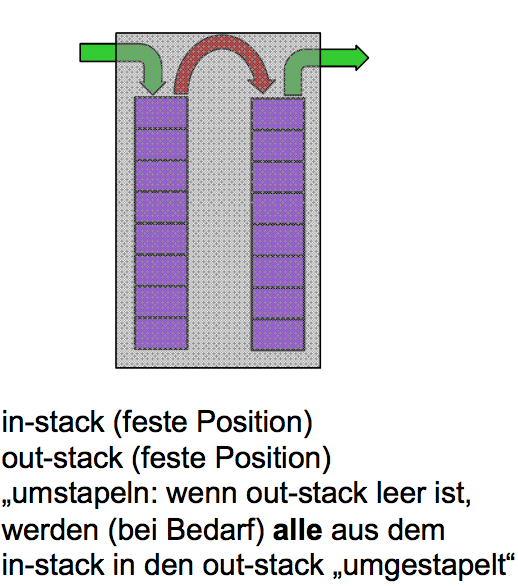 in-stack (feste Position)
out-stack (feste Position)
„umstapeln: wenn out-stack leer ist,
werden (bei Bedarf) alle aus dem
in-stack in den out-stack „umgestapelt“